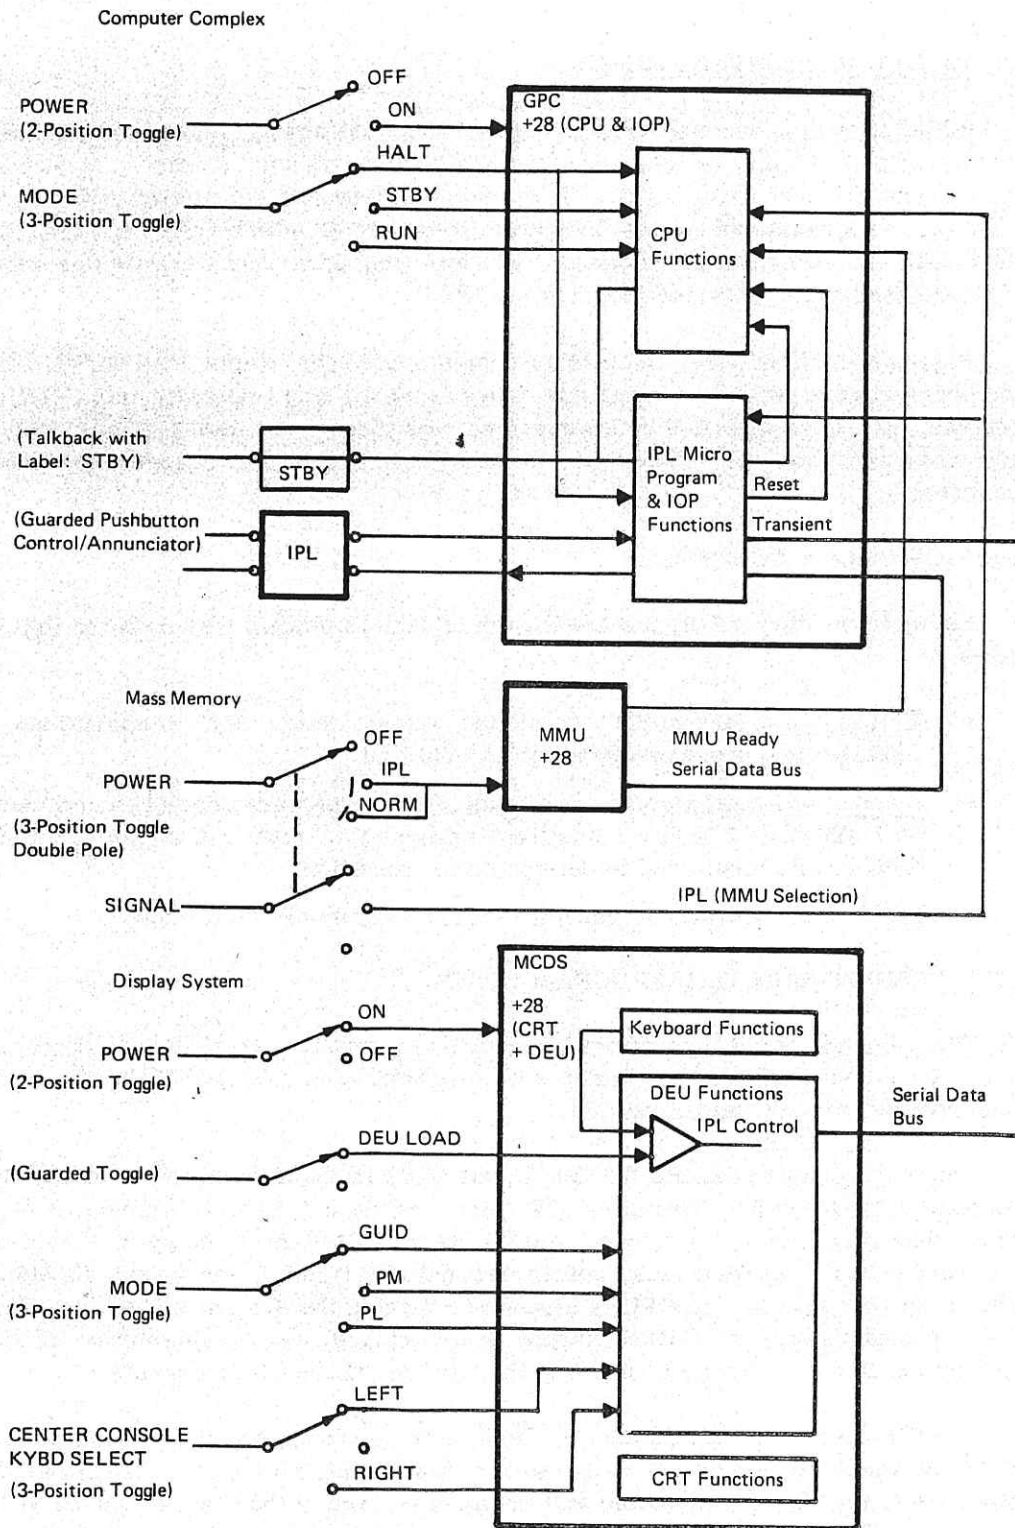 Computer Complex
POWER
(2-Position Toggle)
OFF
ON
MODE
(3-Position Toggle)
HALT
STBY
RUN
GPC
+28 (CPU & IOP)
CPU
Functions
(Talkback with
Label: STBY)
STBY
(Guarded Pushbutton
Control/Annunciator)
IPL
IPL Micro
Program
& IOP
Functions
Reset
Transient
Mass Memory
POWER
(3-Position Toggle
Double Pole)
OFF
IPL
NORM
MMU
+28
MMU Ready
Serial Data Bus
SIGNAL
IPL (MMU Selection)
Display System
POWER
(2-Position Toggle)
ON
OFF
MCDS
+28
(CRT
+ DEU)
Keyboard Functions
DEU Functions
IPL Control
Serial Data
Bus
(Guarded Toggle)
DEU LOAD
MODE
(3-Position Toggle)
GUID
PM
PL
CENTER CONSOLE
KYBD SELECT
(3-Position Toggle)
LEFT
RIGHT
CRT Functions